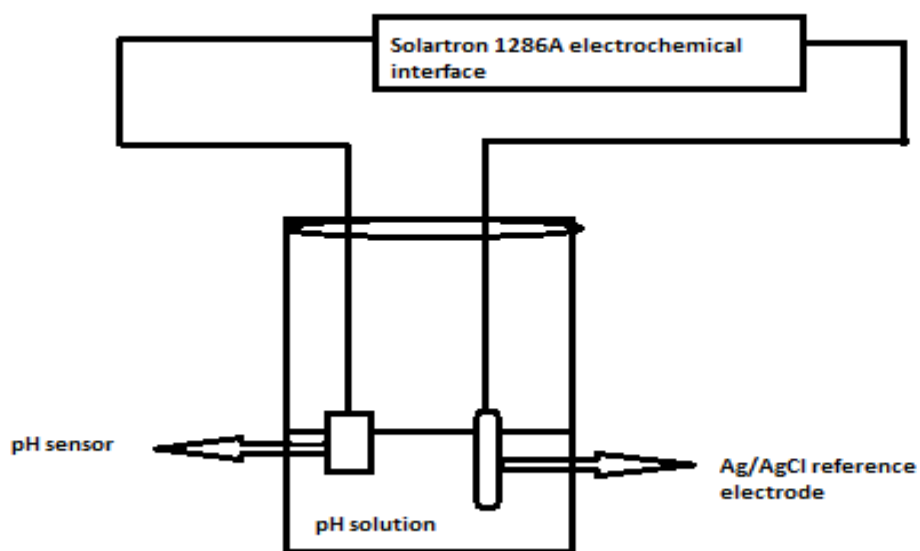 Solartron 1286A electrochemical
interface
pH sensor
Ag/AgCl reference
electrode
pH solution